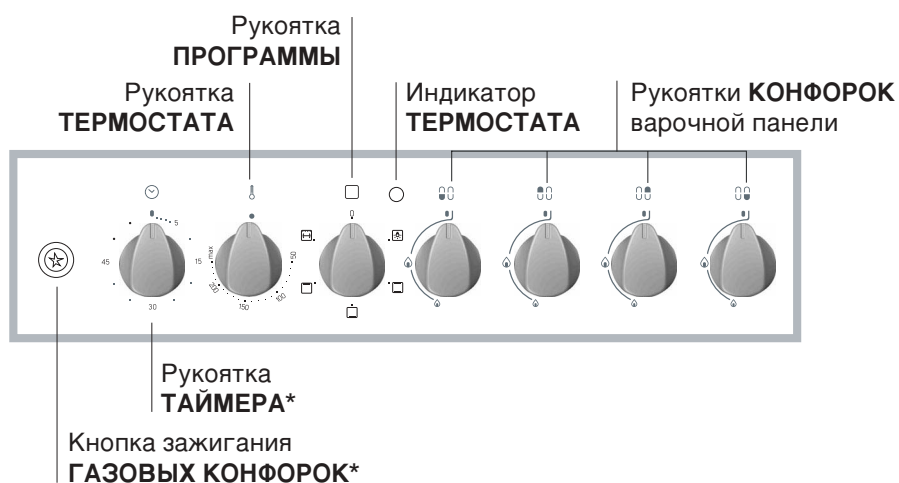 Рукоятка
ПРОГРАММЫ
Рукоятка
ТЕРМОСТАТА
Индикатор
ТЕРМОСТАТА
Рукоятки КОНФОРОК
варочной панели
5
15
30
45
50
100
150
200
max
Рукоятка
ТАЙМЕРА*
Кнопка зажигания
ГАЗОВЫХ КОНФОРОК*